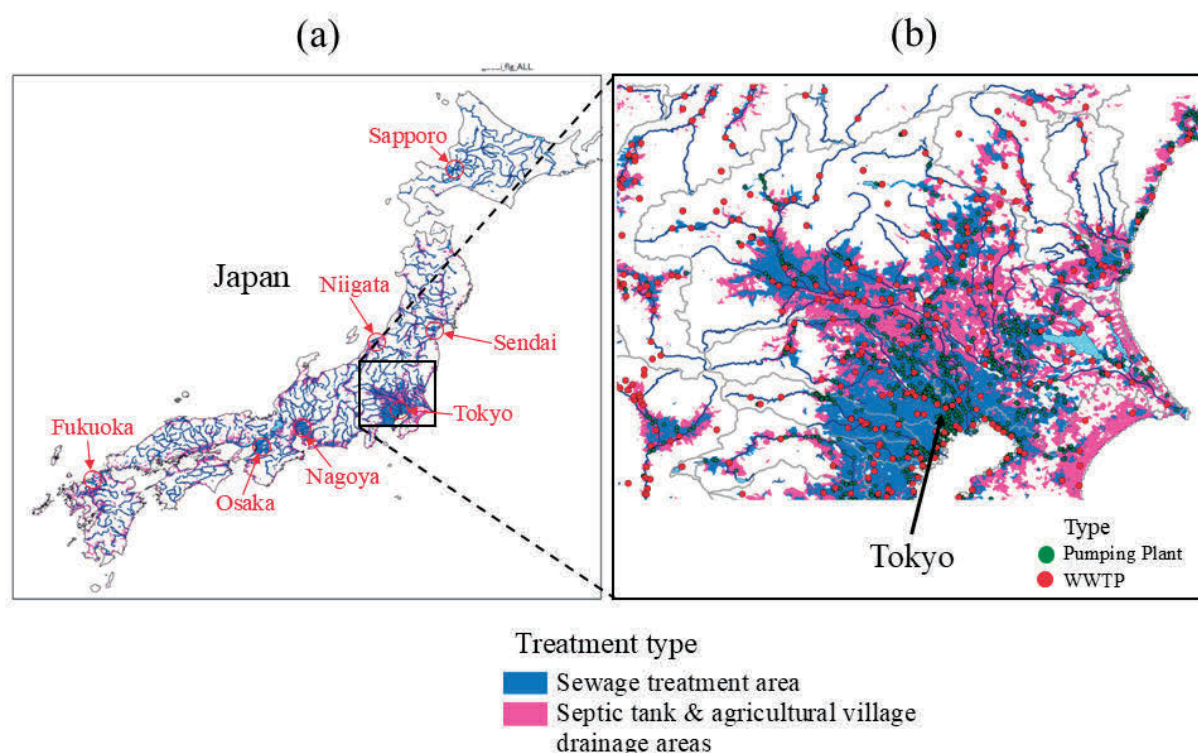 (a)
(b)
Sapporo
Japan
Niigata
Sendai
Tokyo
Fukuoka
Nagoya
Osaka
Tokyo
Type
Pumping Plant
WWTP
Treatment type
Sewage treatment area
Septic tank & agricultural village
drainage areas